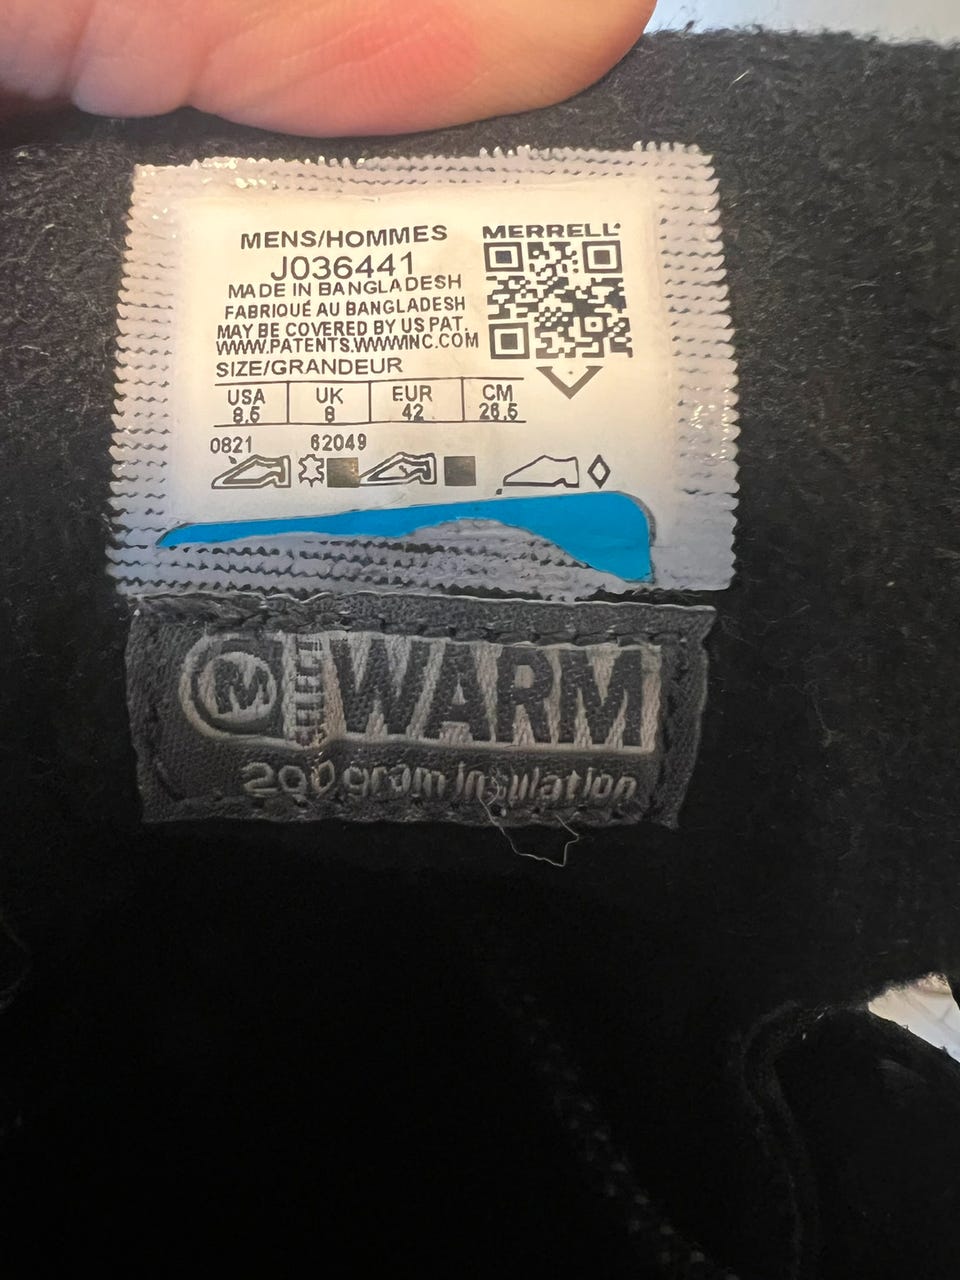 MENS/HOMMES
J036441
MADE IN BANGLADESH
FABRIQUÉ AU BANGLADESH
MAY BE COVERED BY US PAT.
WWW.PATENTS.WWWINC.COM
SIZE/GRANDEUR
USA UK EUR CM
8.5 8 42 26.5
0821 62049
MERRELL
M SHIELD WARM
200 gram insulation